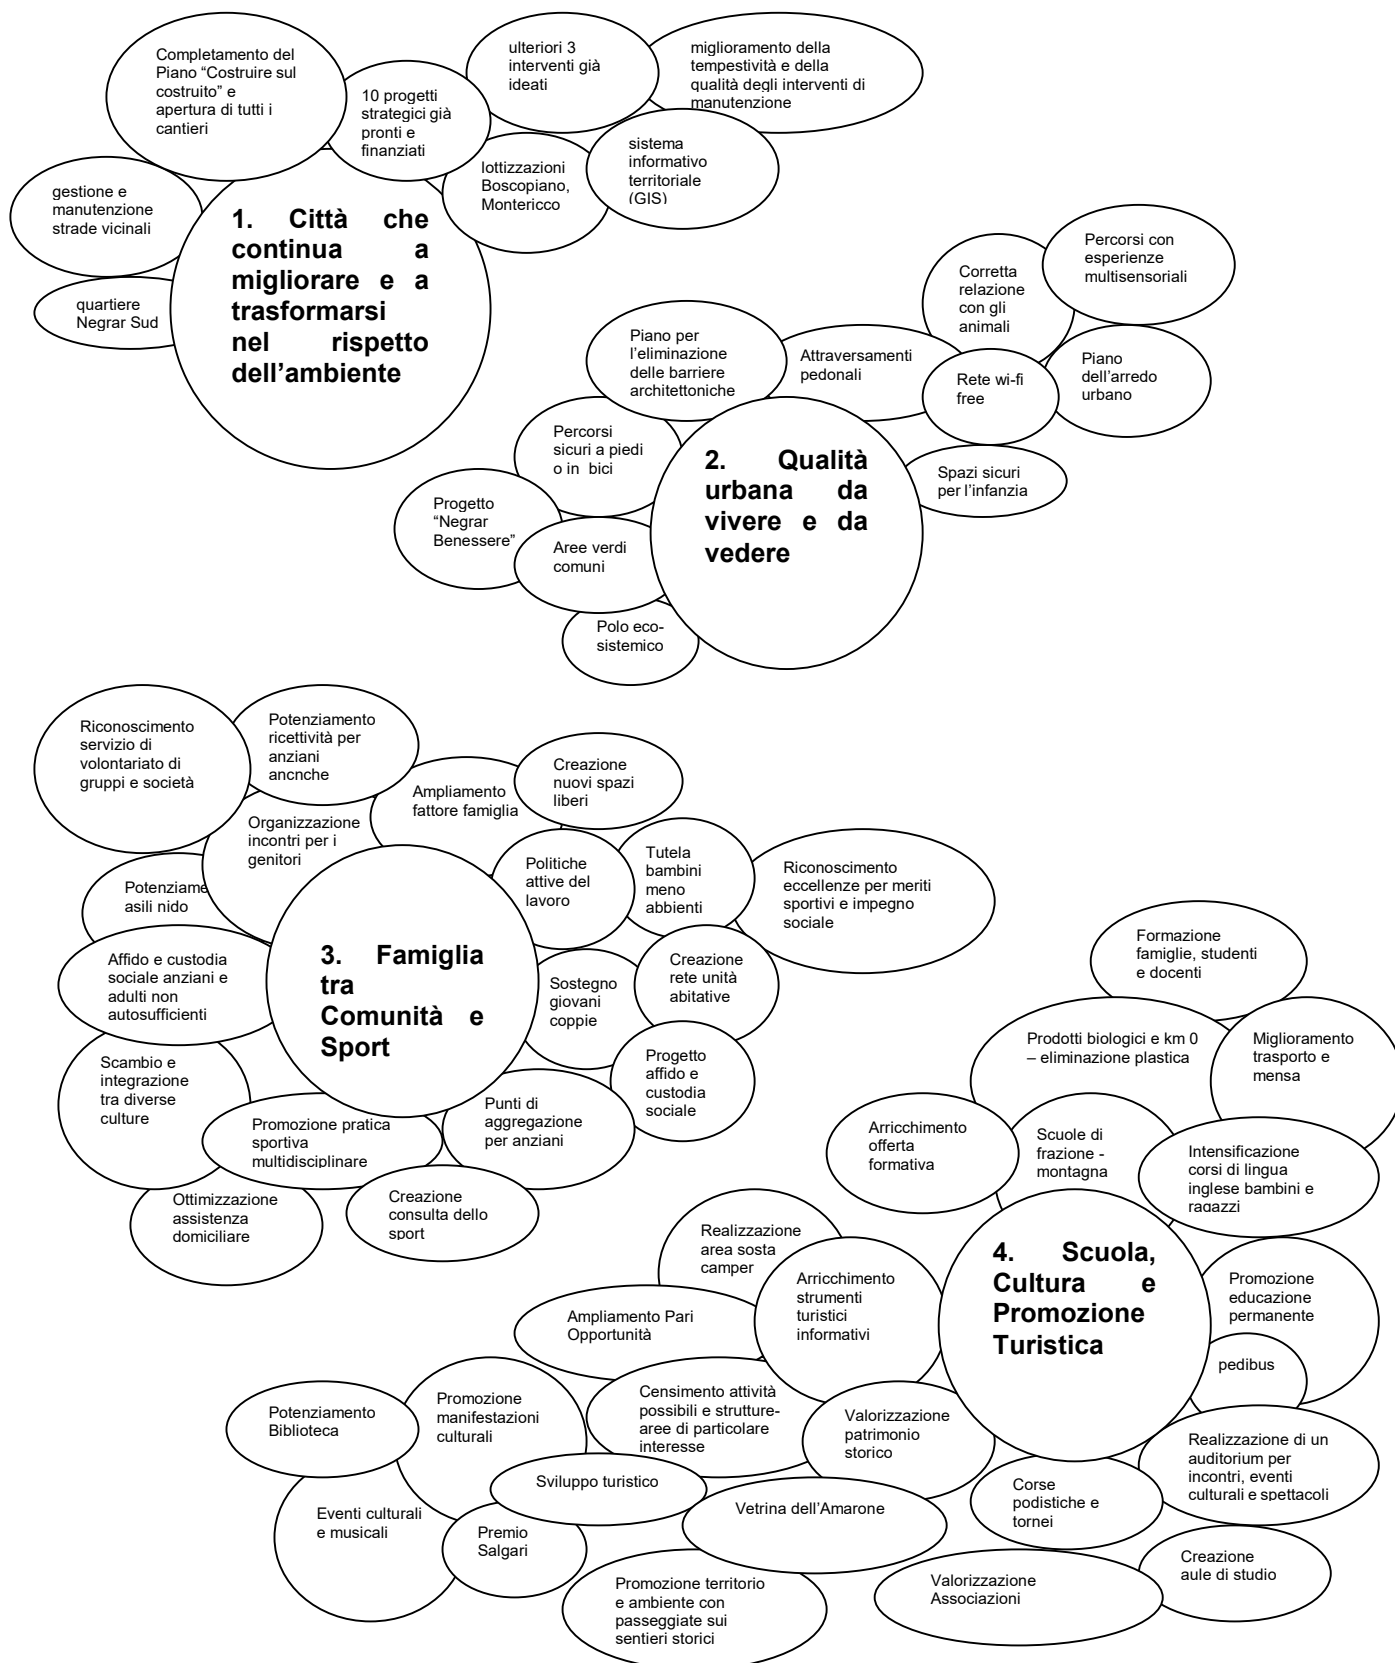 Completamento del
Piano “Costruire sul
costruito” e
apertura di tutti i
cantieri
10 progetti
strategici già
pronti e
finanziati
ulteriori 3
interventi già
ideati
miglioramento della
tempestività e della
qualità degli interventi di
manutenzione
gestione e
manutenzione
strade vicinali
lottizzazioni
Boscopiano,
Montericco
sistema
informativo
territoriale
(GIS)
quartiere
Negrar Sud
1. Città che
continua a
migliorare e a
trasformarsi
nel rispetto
dell’ambiente
Corretta
relazione
con gli
animali
Percorsi con
esperienze
multisensoriali
Piano per
l’eliminazione
delle barriere
architettoniche
Attraversamenti
pedonali
Rete wi-fi
free
Piano
dell’arredo
urbano
Percorsi
sicuri a piedi
o in bici
Spazi sicuri
per l’infanzia
Progetto
“Negrar
Benessere”
Aree verdi
comuni
Polo eco-
sistemico
2. Qualità
urbana da
vivere e da
vedere
Riconoscimento
servizio di
volontariato di
gruppi e società
Potenziamento
ricettività per
anziani
ancnche
Ampliamento
fattore famiglia
Creazione
nuovi spazi
liberi
Organizzazione
incontri per i
genitori
Politiche
attive del
lavoro
Tutela
bambini
meno
abbienti
Riconoscimento
eccellenze per meriti
sportivi e impegno
sociale
Potenziame
asili nido
Affido e custodia
sociale anziani e
adulti non
autosufficienti
3. Famiglia
tra
Comunità e
Sport
Sostegno
giovani
coppie
Creazione
rete unità
abitative
Scambio e
integrazione
tra diverse
culture
Progetto
affido e
custodia
sociale
Promozione pratica
sportiva
multidisciplinare
Punti di
aggregazione
per anziani
Ottimizzazione
assistenza
domiciliare
Creazione
consulta dello
sport
Formazione
famiglie, studenti
e docenti
Prodotti biologici e km 0
– eliminazione plastica
Miglioramento
trasporto e
mensa
Arricchimento
offerta
formativa
Scuole di
frazione -
montagna
Intensificazione
corsi di lingua
inglese bambini e
ragazzi
Realizzazione
area sosta
camper
Arricchimento
strumenti
turistici
informativi
4. Scuola,
Cultura e
Promozione
Turistica
Promozione
educazione
permanente
Ampliamento Pari
Opportunità
pedibus
Potenziamento
Biblioteca
Promozione
manifestazioni
culturali
Censimento attività
possibili e strutture-
aree di particolare
interesse
Valorizzazione
patrimonio
storico
Realizzazione di un
auditorium per
incontri, eventi
culturali e spettacoli
Sviluppo turistico
Corse
podistiche e
tornei
Eventi culturali
e musicali
Premio
Salgari
Vetrina dell’Amarone
Creazione
aule di studio
Promozione territorio
e ambiente con
passeggiate sui
sentieri storici
Valorizzazione
Associazioni